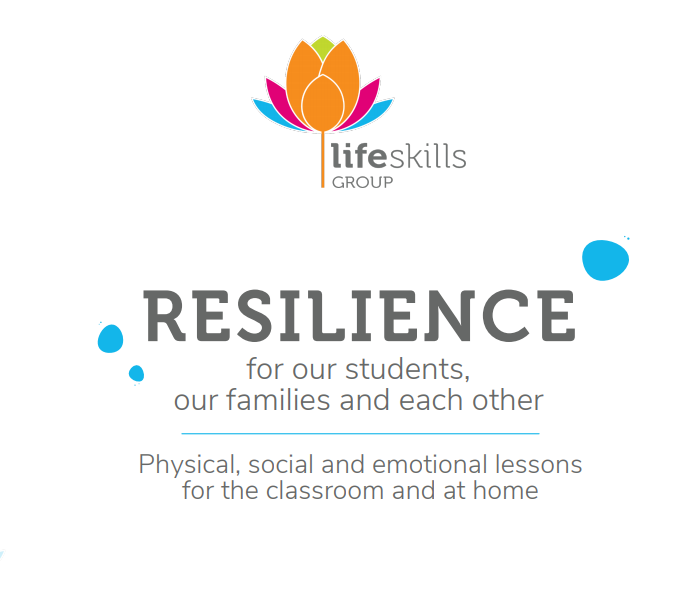 lifeskills
GROUP
RESILIENCE
for our students,
our families and each other
Physical, social and emotional lessons
for the classroom and at home